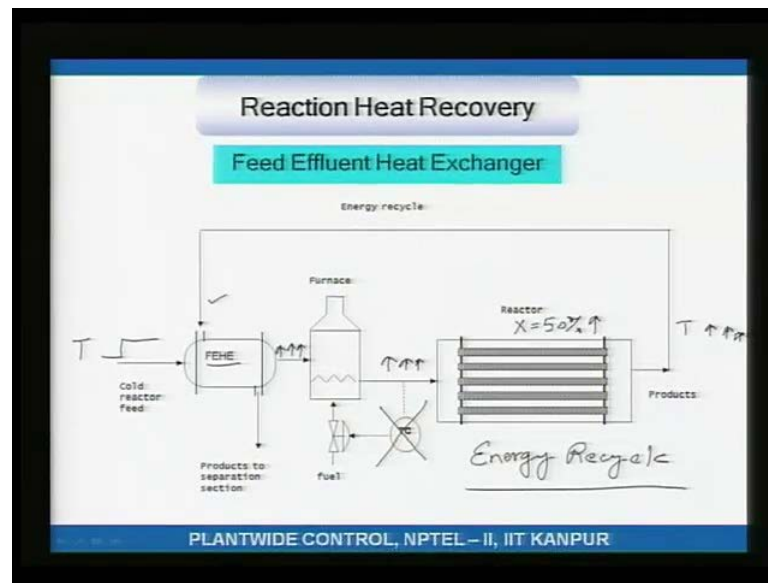 Reaction Heat Recovery
Feed Effluent Heat Exchanger
Energy recycle
Furnace
Reactor
X = 50% ↑
T
T ↑ ↑ ↑
↑↑↑
FEHE
↑ ↑ ↑
Cold
reactor
feed
TC
Products
Energy Recycle
Products to
separation
section
fuel
PLANTWIDE CONTROL, NPTEL – II, IIT KANPUR